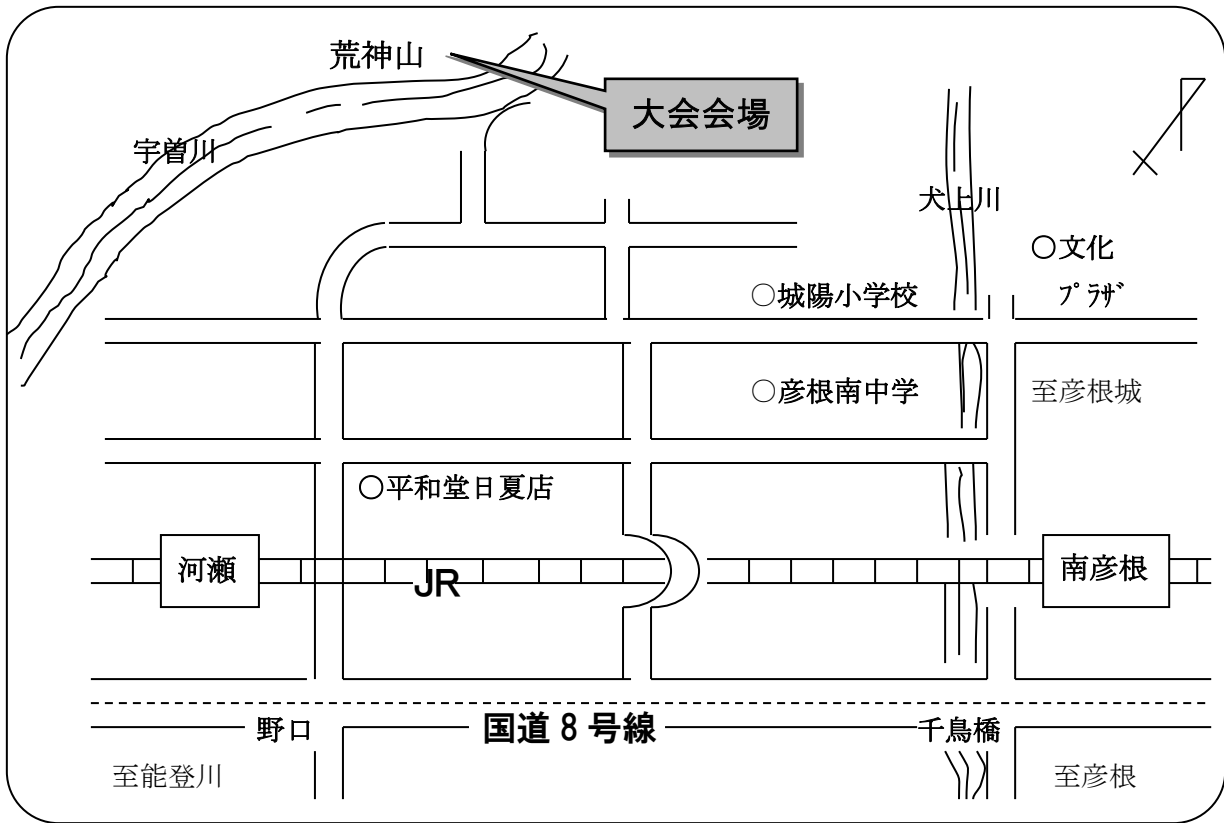 荒神山
大会会場
宇曽川
犬上川
○文化
ﾌﾟﾗｻﾞ
○城陽小学校
○彦根南中学
至彦根城
○平和堂日夏店
河瀬
JR
南彦根
野口
国道８号線
千鳥橋
至能登川
至彦根